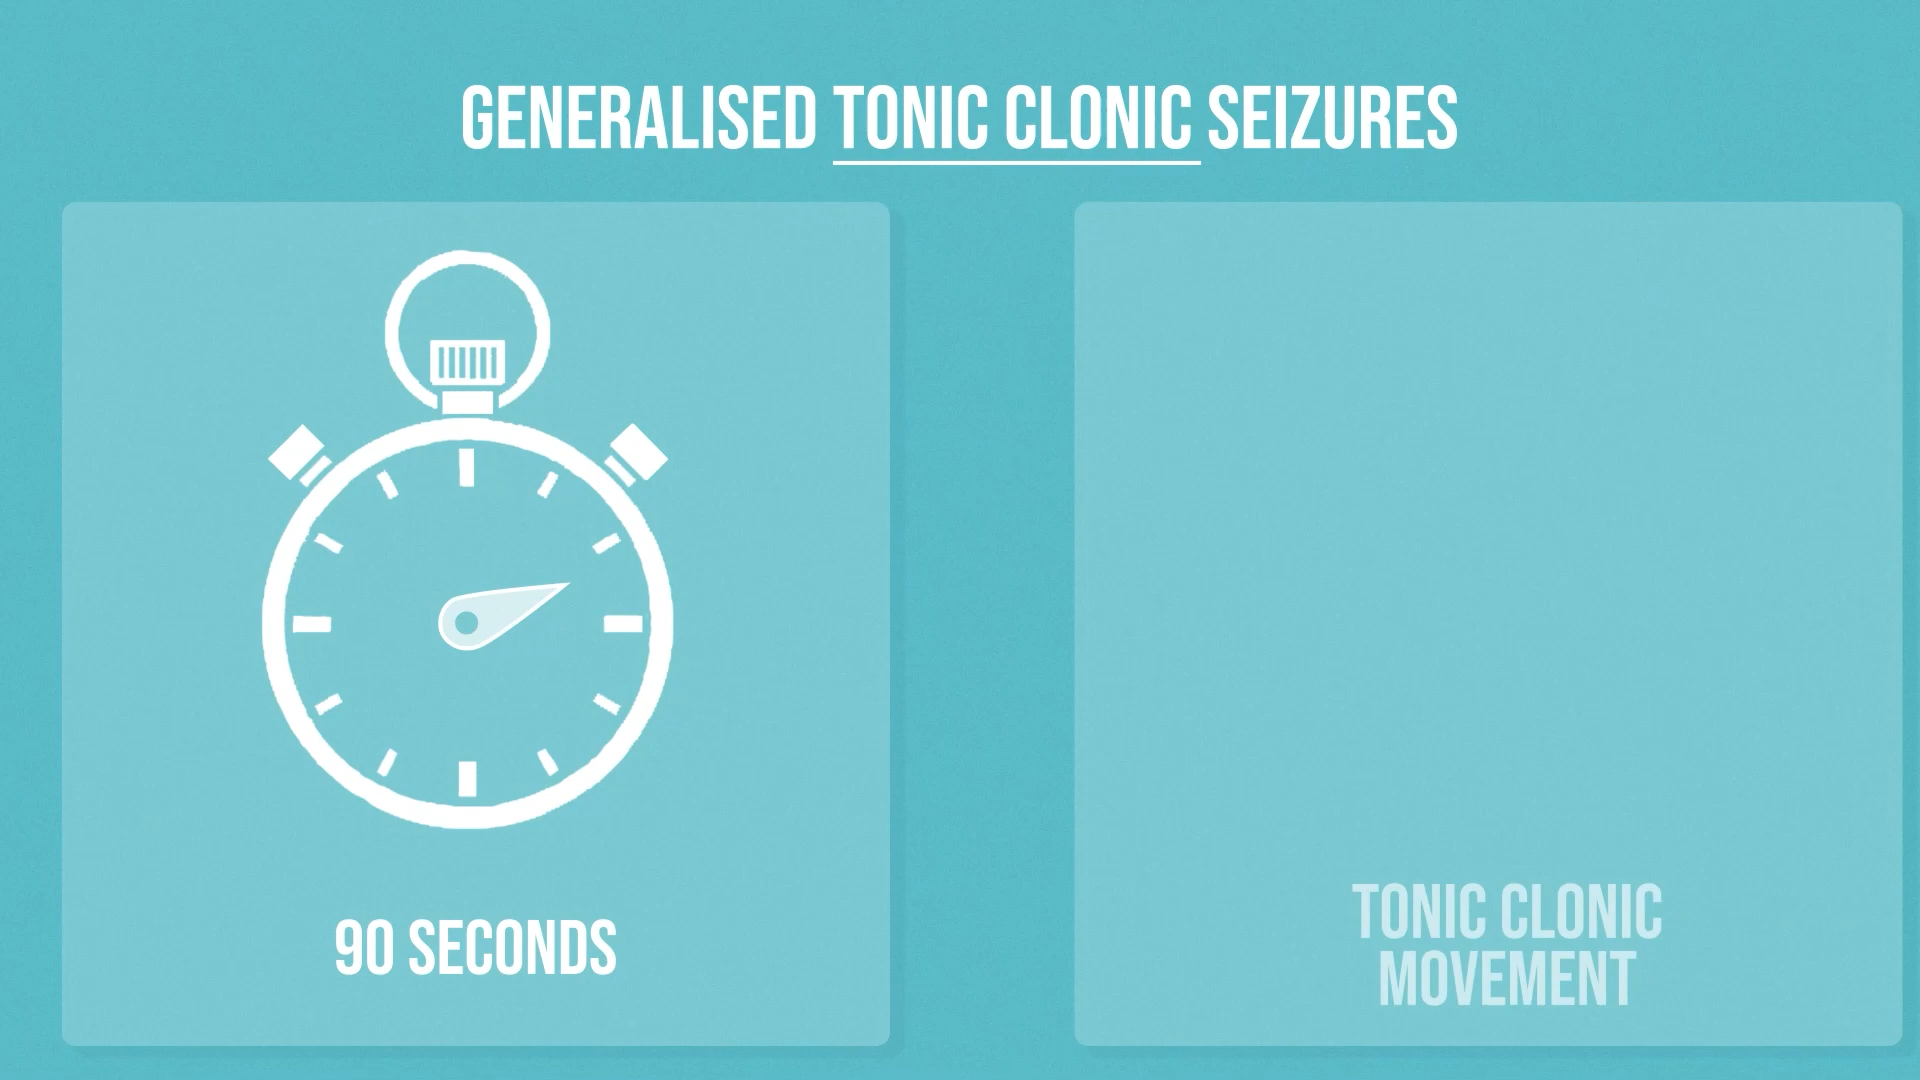 GENERALISED TONIC CLONIC SEIZURES
90 SECONDS
TONIC CLONIC
MOVEMENT